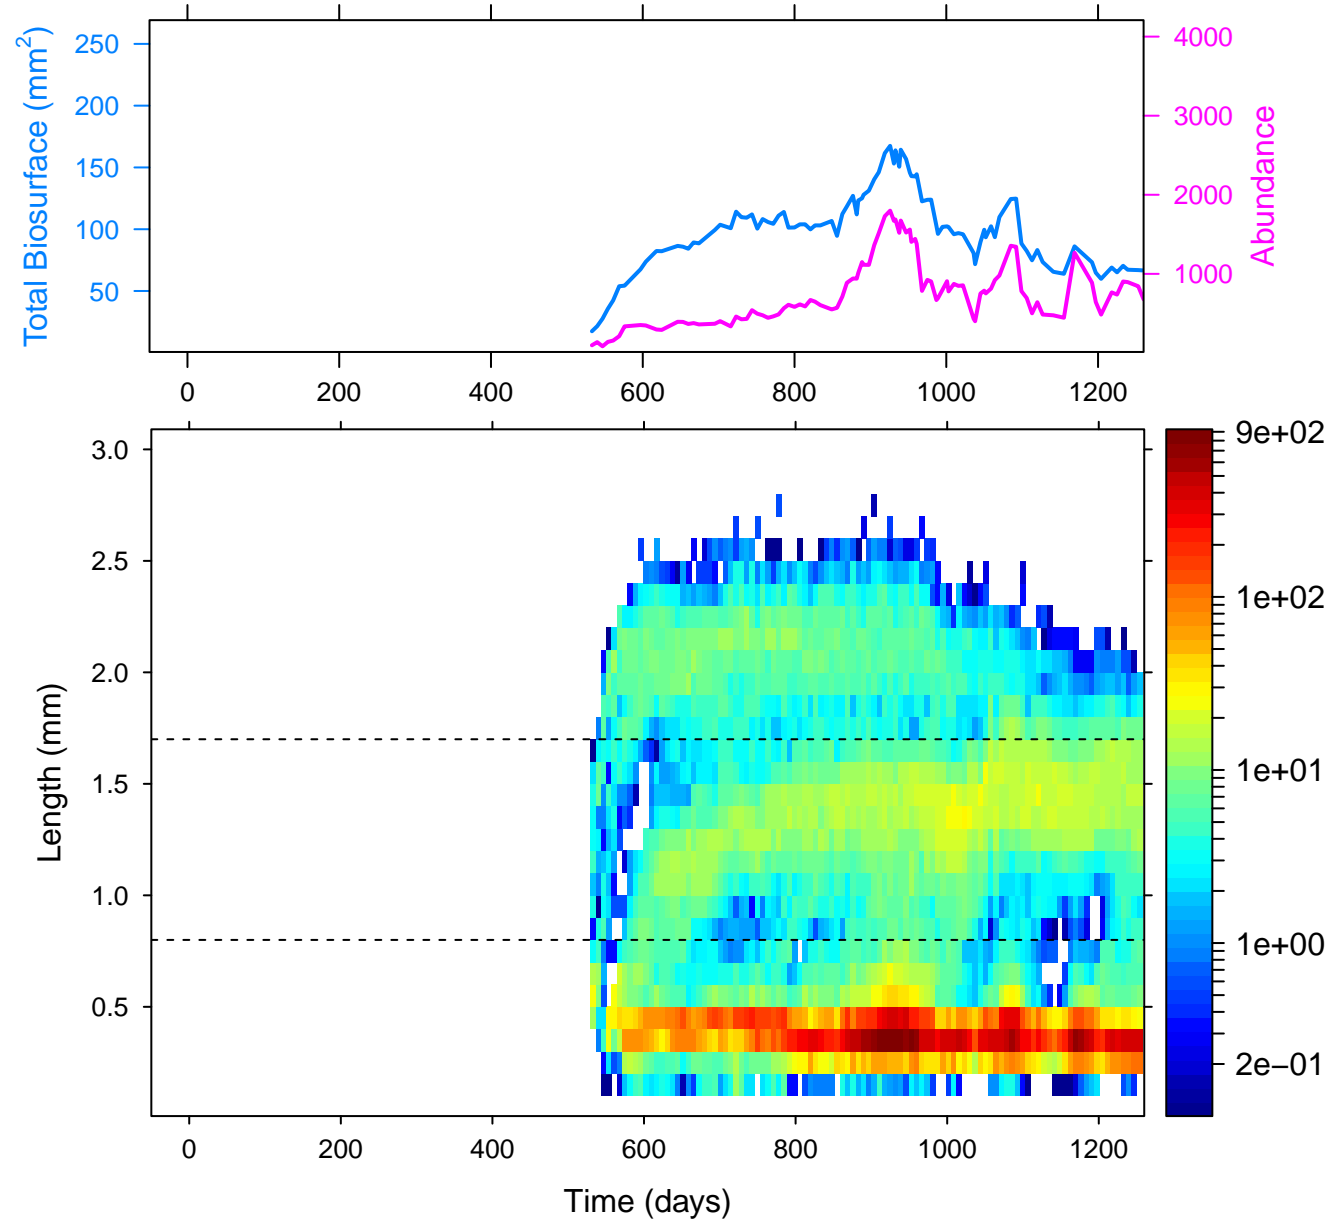 Total Biosurface (mm²)
250
200
150
100
50
4000
3000
2000
1000
Abundance
0 200 400 600 800 1000 1200
Length (mm)
3.0
2.5
2.0
1.5
1.0
0.5
9e+02
1e+02
1e+01
1e+00
2e−01
0 200 400 600 800 1000 1200
Time (days)